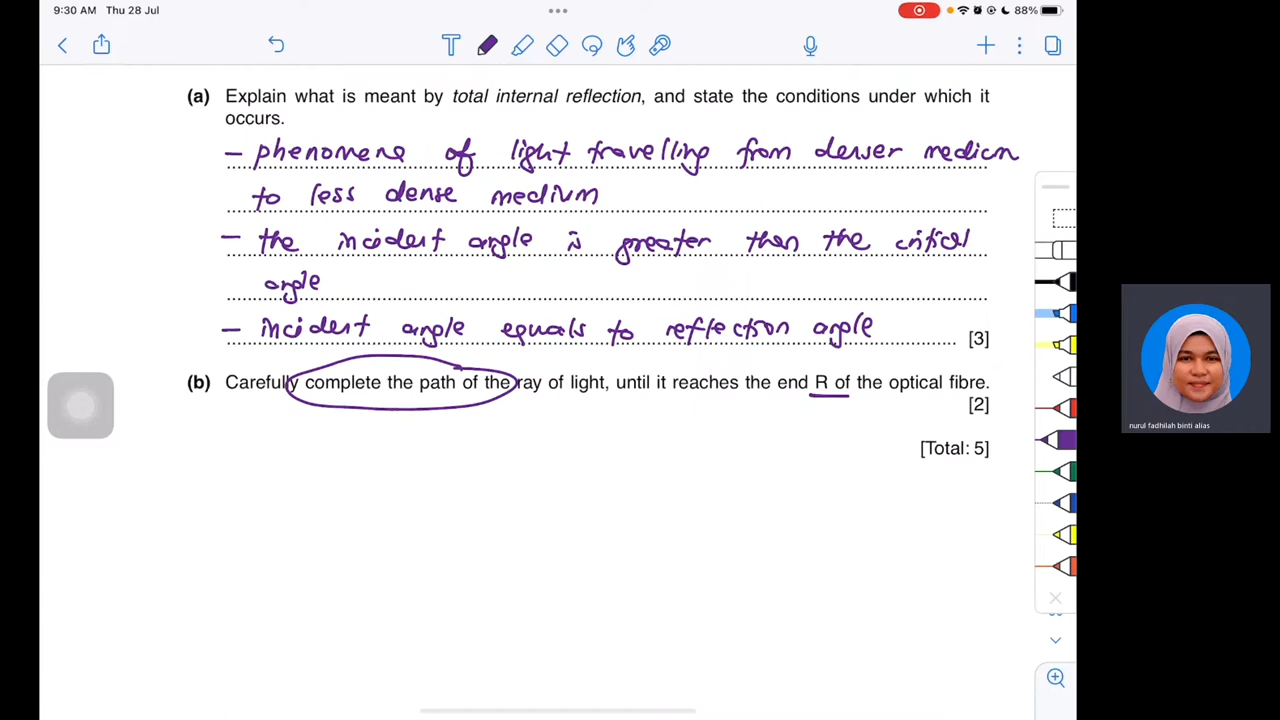 9:30 AM Thu 28 Jul
88%
(a) Explain what is meant by total internal reflection, and state the conditions under which it
occurs.
- phenomena of light travelling from denser medium
to less dense medium
- the incident angle is greater than the critical
angle
- incident angle equals to reflection angle [3]
(b) Carefully complete the path of the ray of light, until it reaches the end R of the optical fibre.
[2]
[Total: 5]
nurul fadhilah binti alias